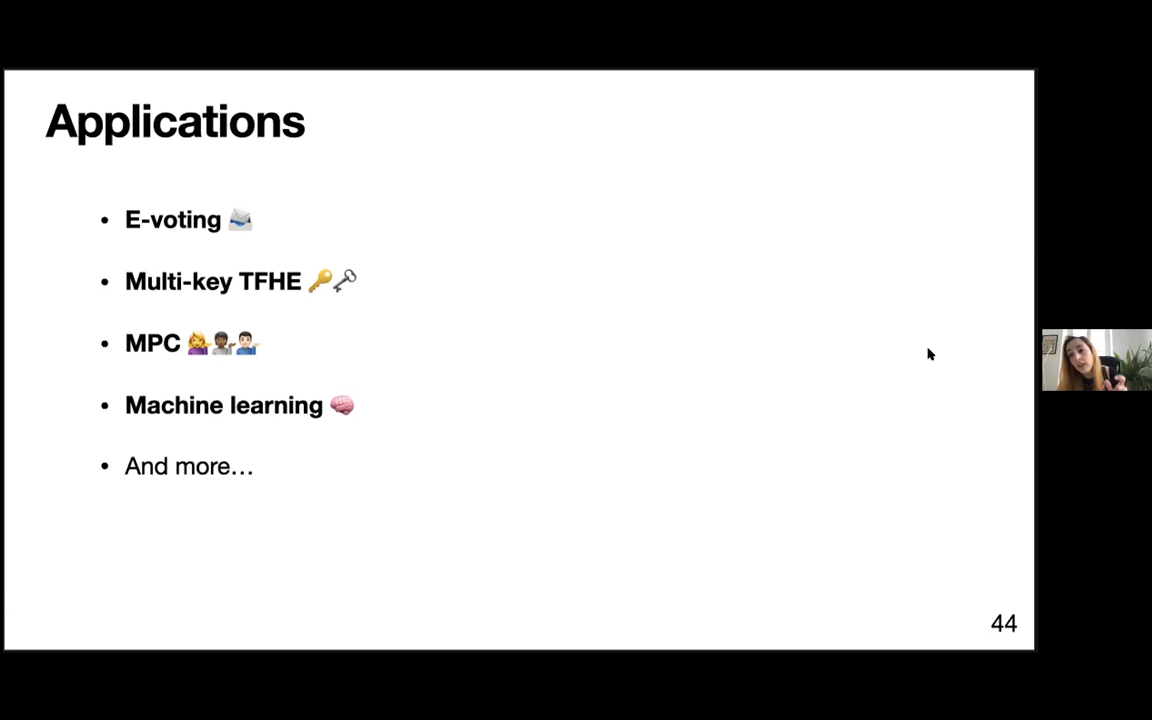 Applications
• E-voting 📨
• Multi-key TFHE 🔑🗝️
• MPC 💁‍♀️💁🏾💁🏻‍♂️
• Machine learning 🧠
• And more…
44